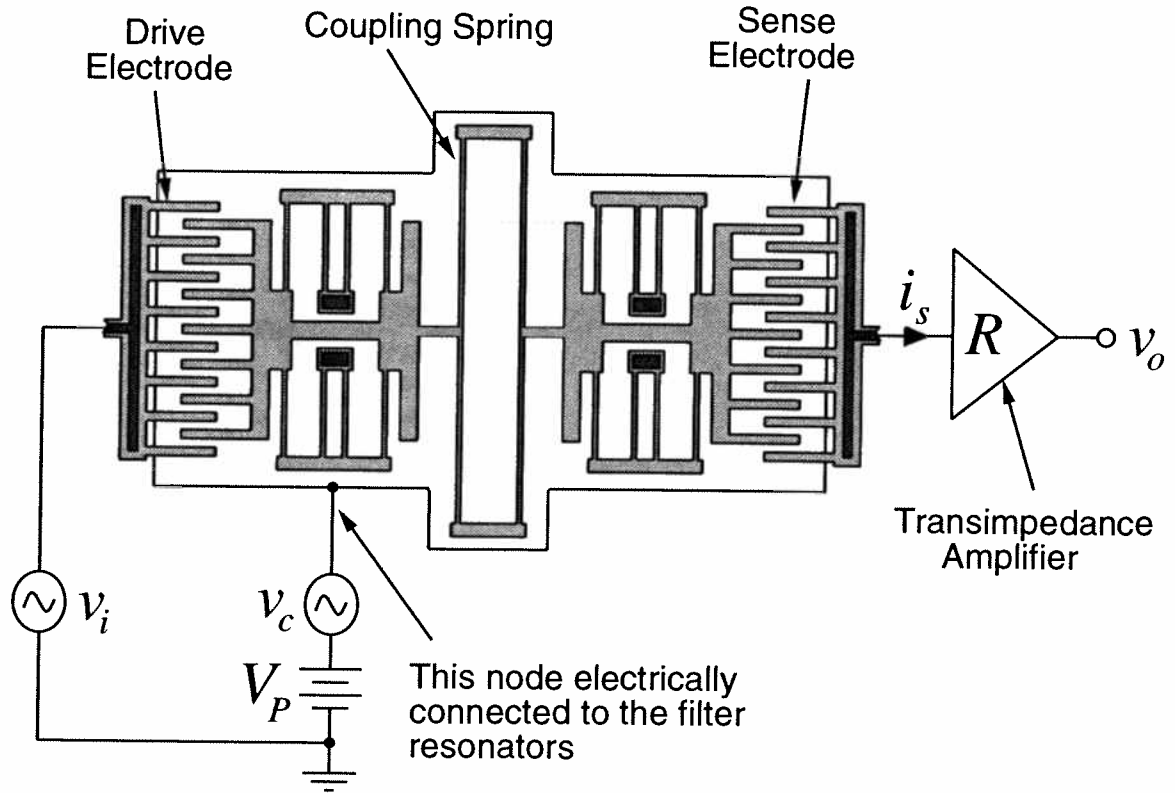 Drive
Electrode
Coupling Spring
Sense
Electrode
i_s
R
v_o
Transimpedance
Amplifier
v_i
v_c
V_P
This node electrically
connected to the filter
resonators